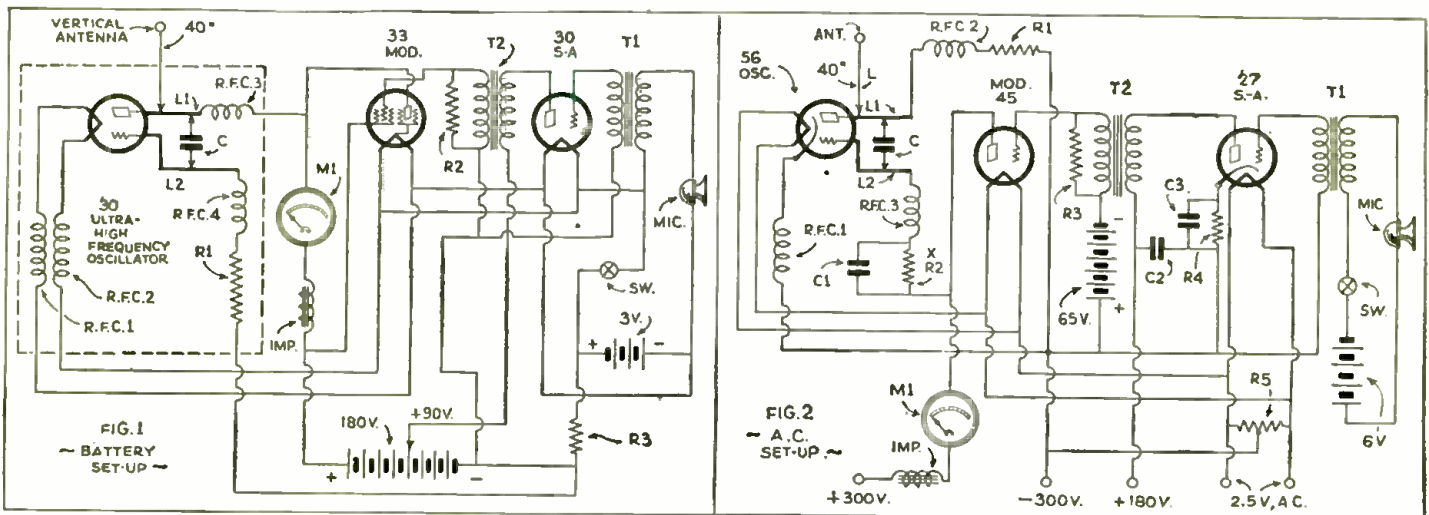 VERTICAL
ANTENNA
40"
R.F.C.3
L1
C
L2
R.F.C.4
30
ULTRA-
HIGH
FREQUENCY
OSCILLATOR
R1
R.F.C.2
R.F.C.1
33
MOD.
T2
30
S-A
T1
R2
M1
MIC.
SW.
IMP.
3V.
+
-
180V.
+90V.
R3
+
-
FIG.1
~ BATTERY
SET-UP ~
ANT.
R.F.C.2
R1
56
OSC.
40"
L
L1
C
L2
R.F.C.3
R.F.C.1
C1
X
R2
MOD.
45
T2
'27
S.-A.
T1
R3
-
C3
MIC
C2
R4
65V.
+
SW.
M1
R5
FIG.2
~ A.C.
SET-UP. ~
IMP.
6V
+300V.
-300V.
+180V.
2.5V, A.C.